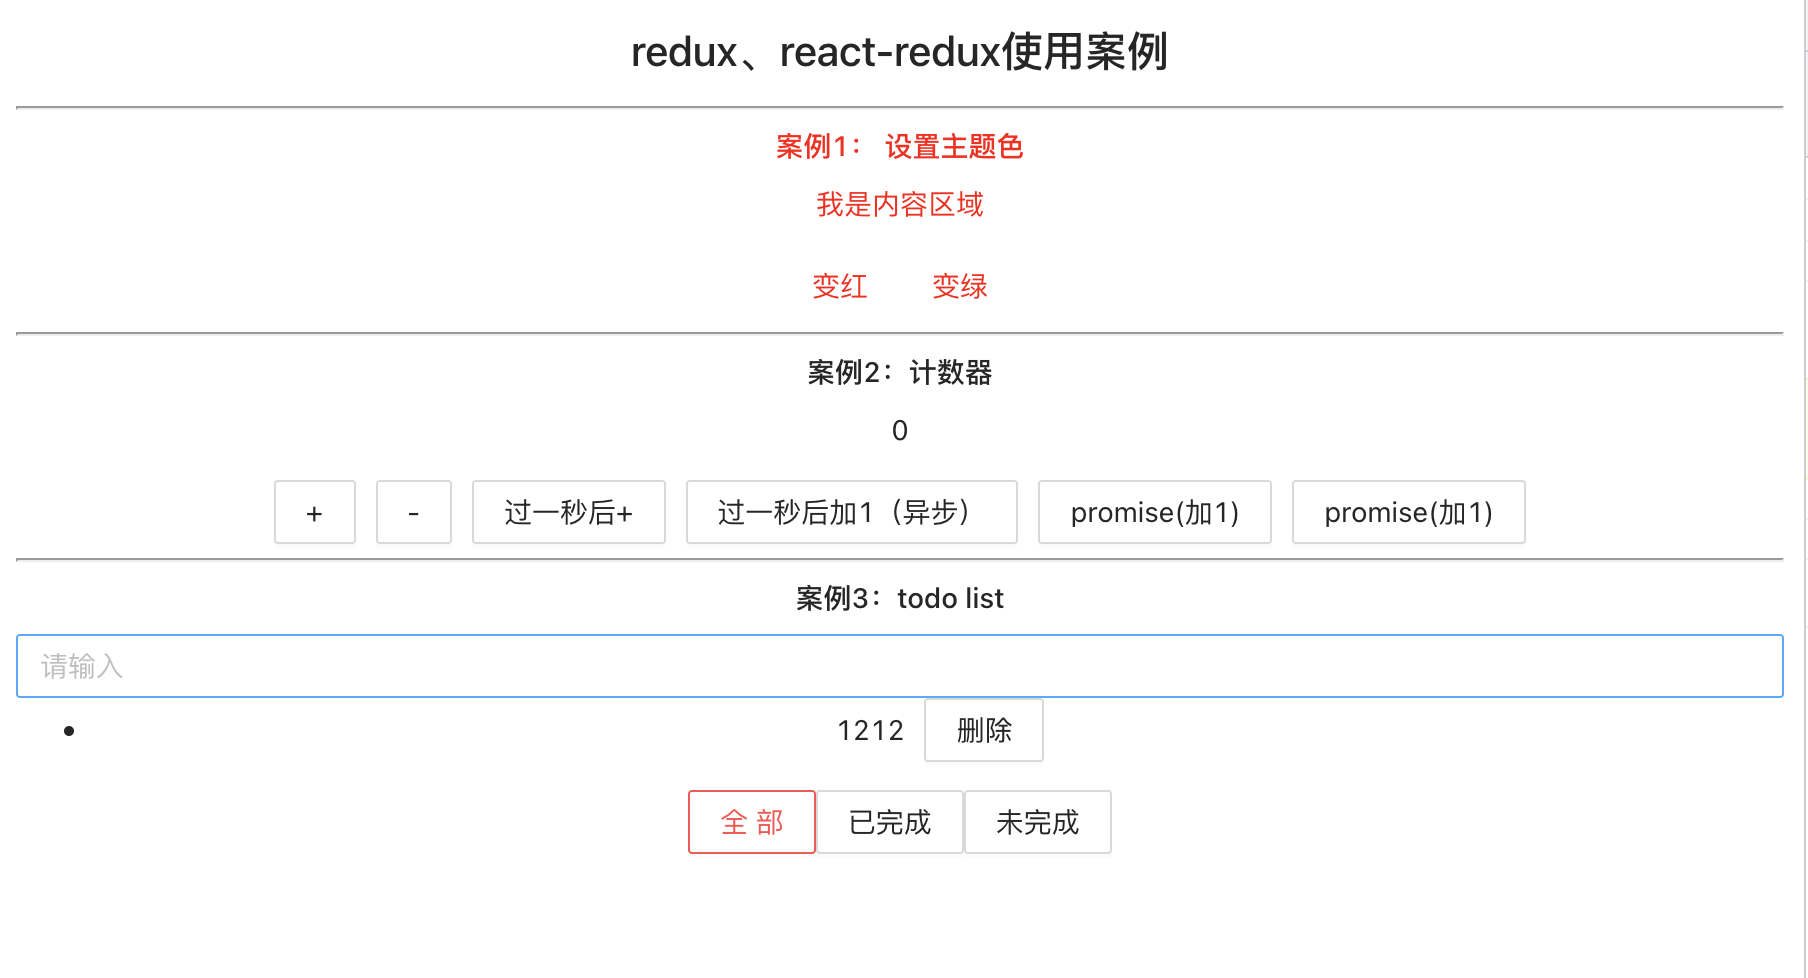 redux、react-redux使用案例
案例1： 设置主题色
我是内容区域
变红 变绿
案例2：计数器
0
+ - 过一秒后+ 过一秒后加1（异步） promise(加1) promise(加1)
案例3：todo list
请输入
1212 删除
全 部 已完成 未完成